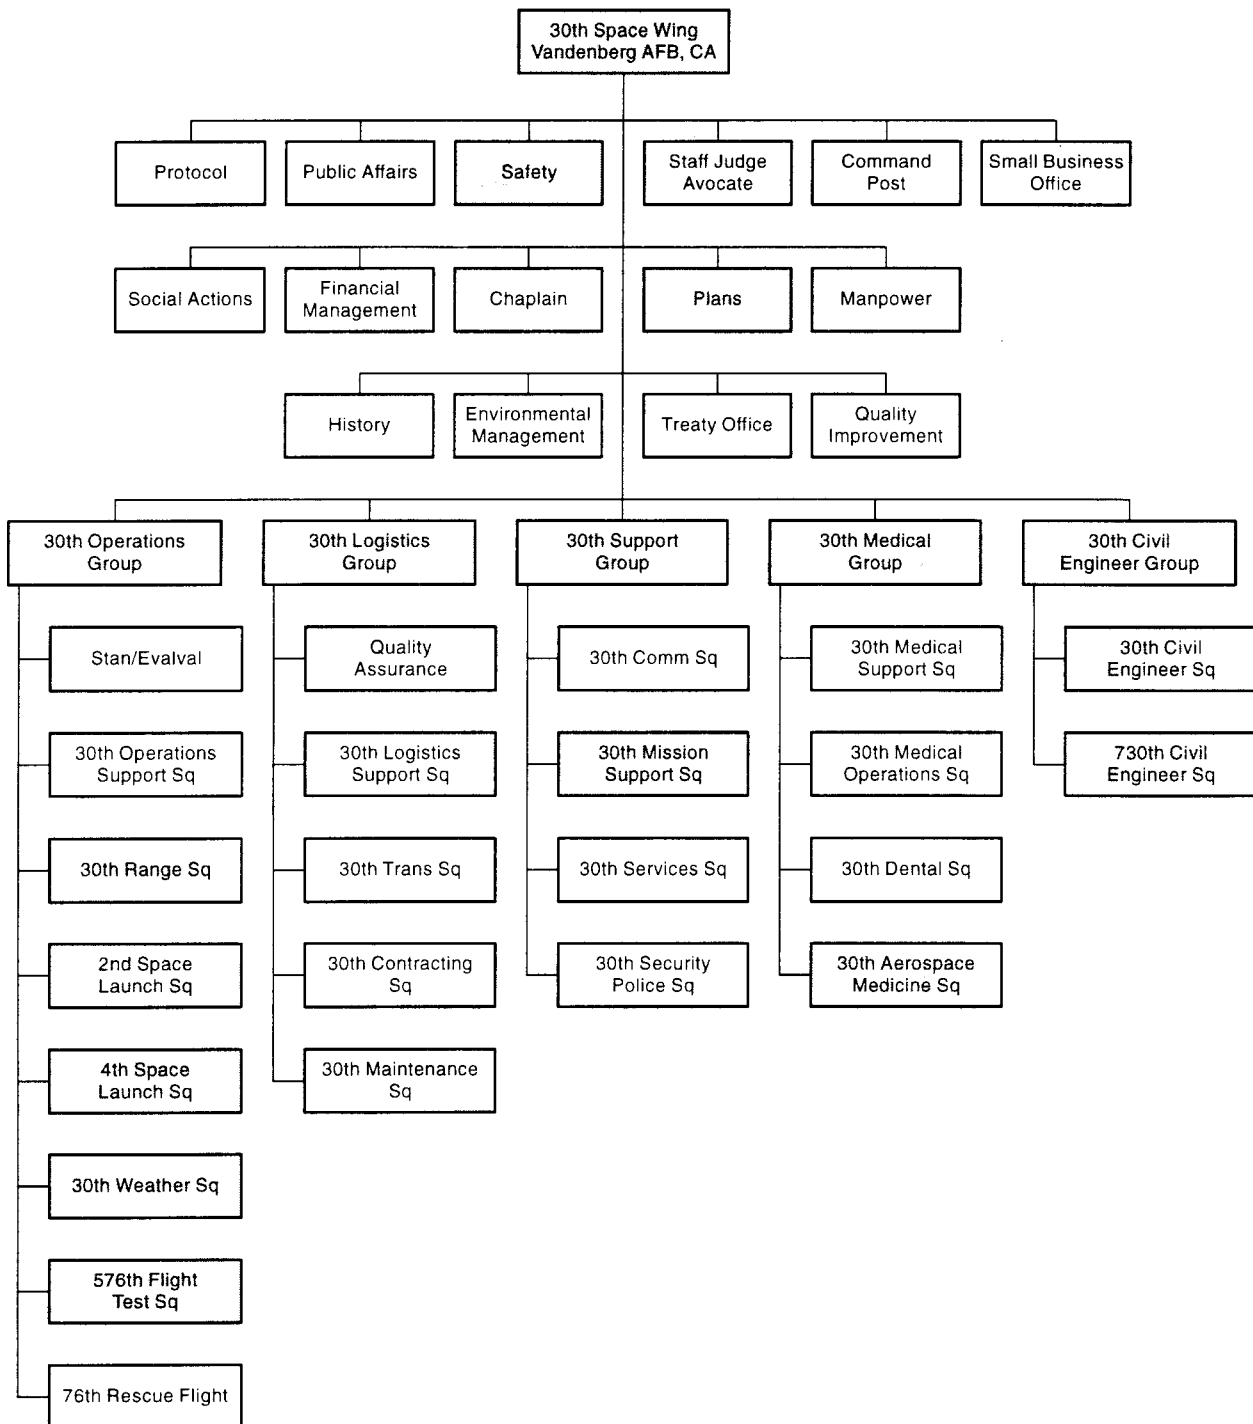 30th Space Wing
Vandenberg AFB, CA
Protocol
Public Affairs
Safety
Staff Judge
Avocate
Command
Post
Small Business
Office
Social Actions
Financial
Management
Chaplain
Plans
Manpower
History
Environmental
Management
Treaty Office
Quality
Improvement
30th Operations
Group
30th Logistics
Group
30th Support
Group
30th Medical
Group
30th Civil
Engineer Group
Stan/Evalval
30th Operations
Support Sq
30th Range Sq
2nd Space
Launch Sq
4th Space
Launch Sq
30th Weather Sq
576th Flight
Test Sq
76th Rescue Flight
Quality
Assurance
30th Logistics
Support Sq
30th Trans Sq
30th Contracting
Sq
30th Maintenance
Sq
30th Comm Sq
30th Mission
Support Sq
30th Services Sq
30th Security
Police Sq
30th Medical
Support Sq
30th Medical
Operations Sq
30th Dental Sq
30th Aerospace
Medicine Sq
30th Civil
Engineer Sq
730th Civil
Engineer Sq